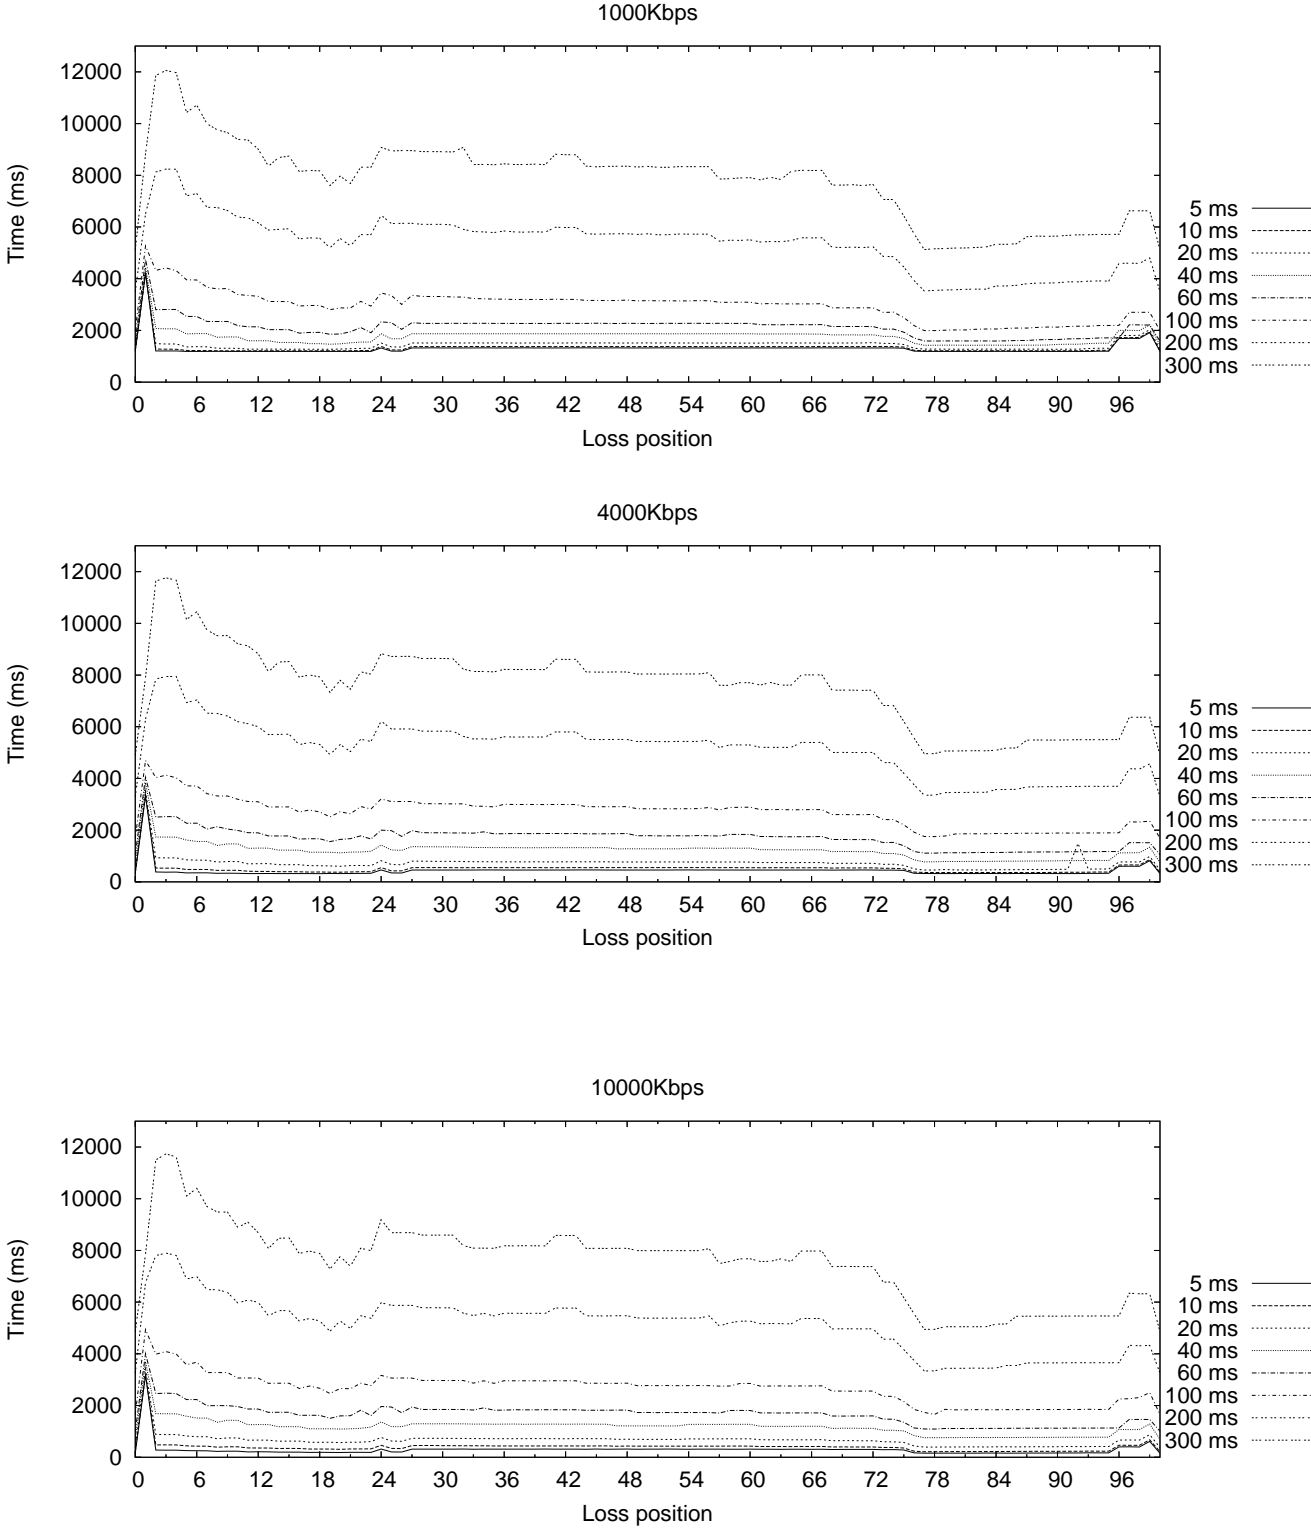 1000Kbps
12000
10000
8000
6000
4000
2000
0
Time (ms)
0 6 12 18 24 30 36 42 48 54 60 66 72 78 84 90 96
Loss position
5 ms
10 ms
20 ms
40 ms
60 ms
100 ms
200 ms
300 ms
4000Kbps
12000
10000
8000
6000
4000
2000
0
Time (ms)
0 6 12 18 24 30 36 42 48 54 60 66 72 78 84 90 96
Loss position
5 ms
10 ms
20 ms
40 ms
60 ms
100 ms
200 ms
300 ms
10000Kbps
12000
10000
8000
6000
4000
2000
0
Time (ms)
0 6 12 18 24 30 36 42 48 54 60 66 72 78 84 90 96
Loss position
5 ms
10 ms
20 ms
40 ms
60 ms
100 ms
200 ms
300 ms